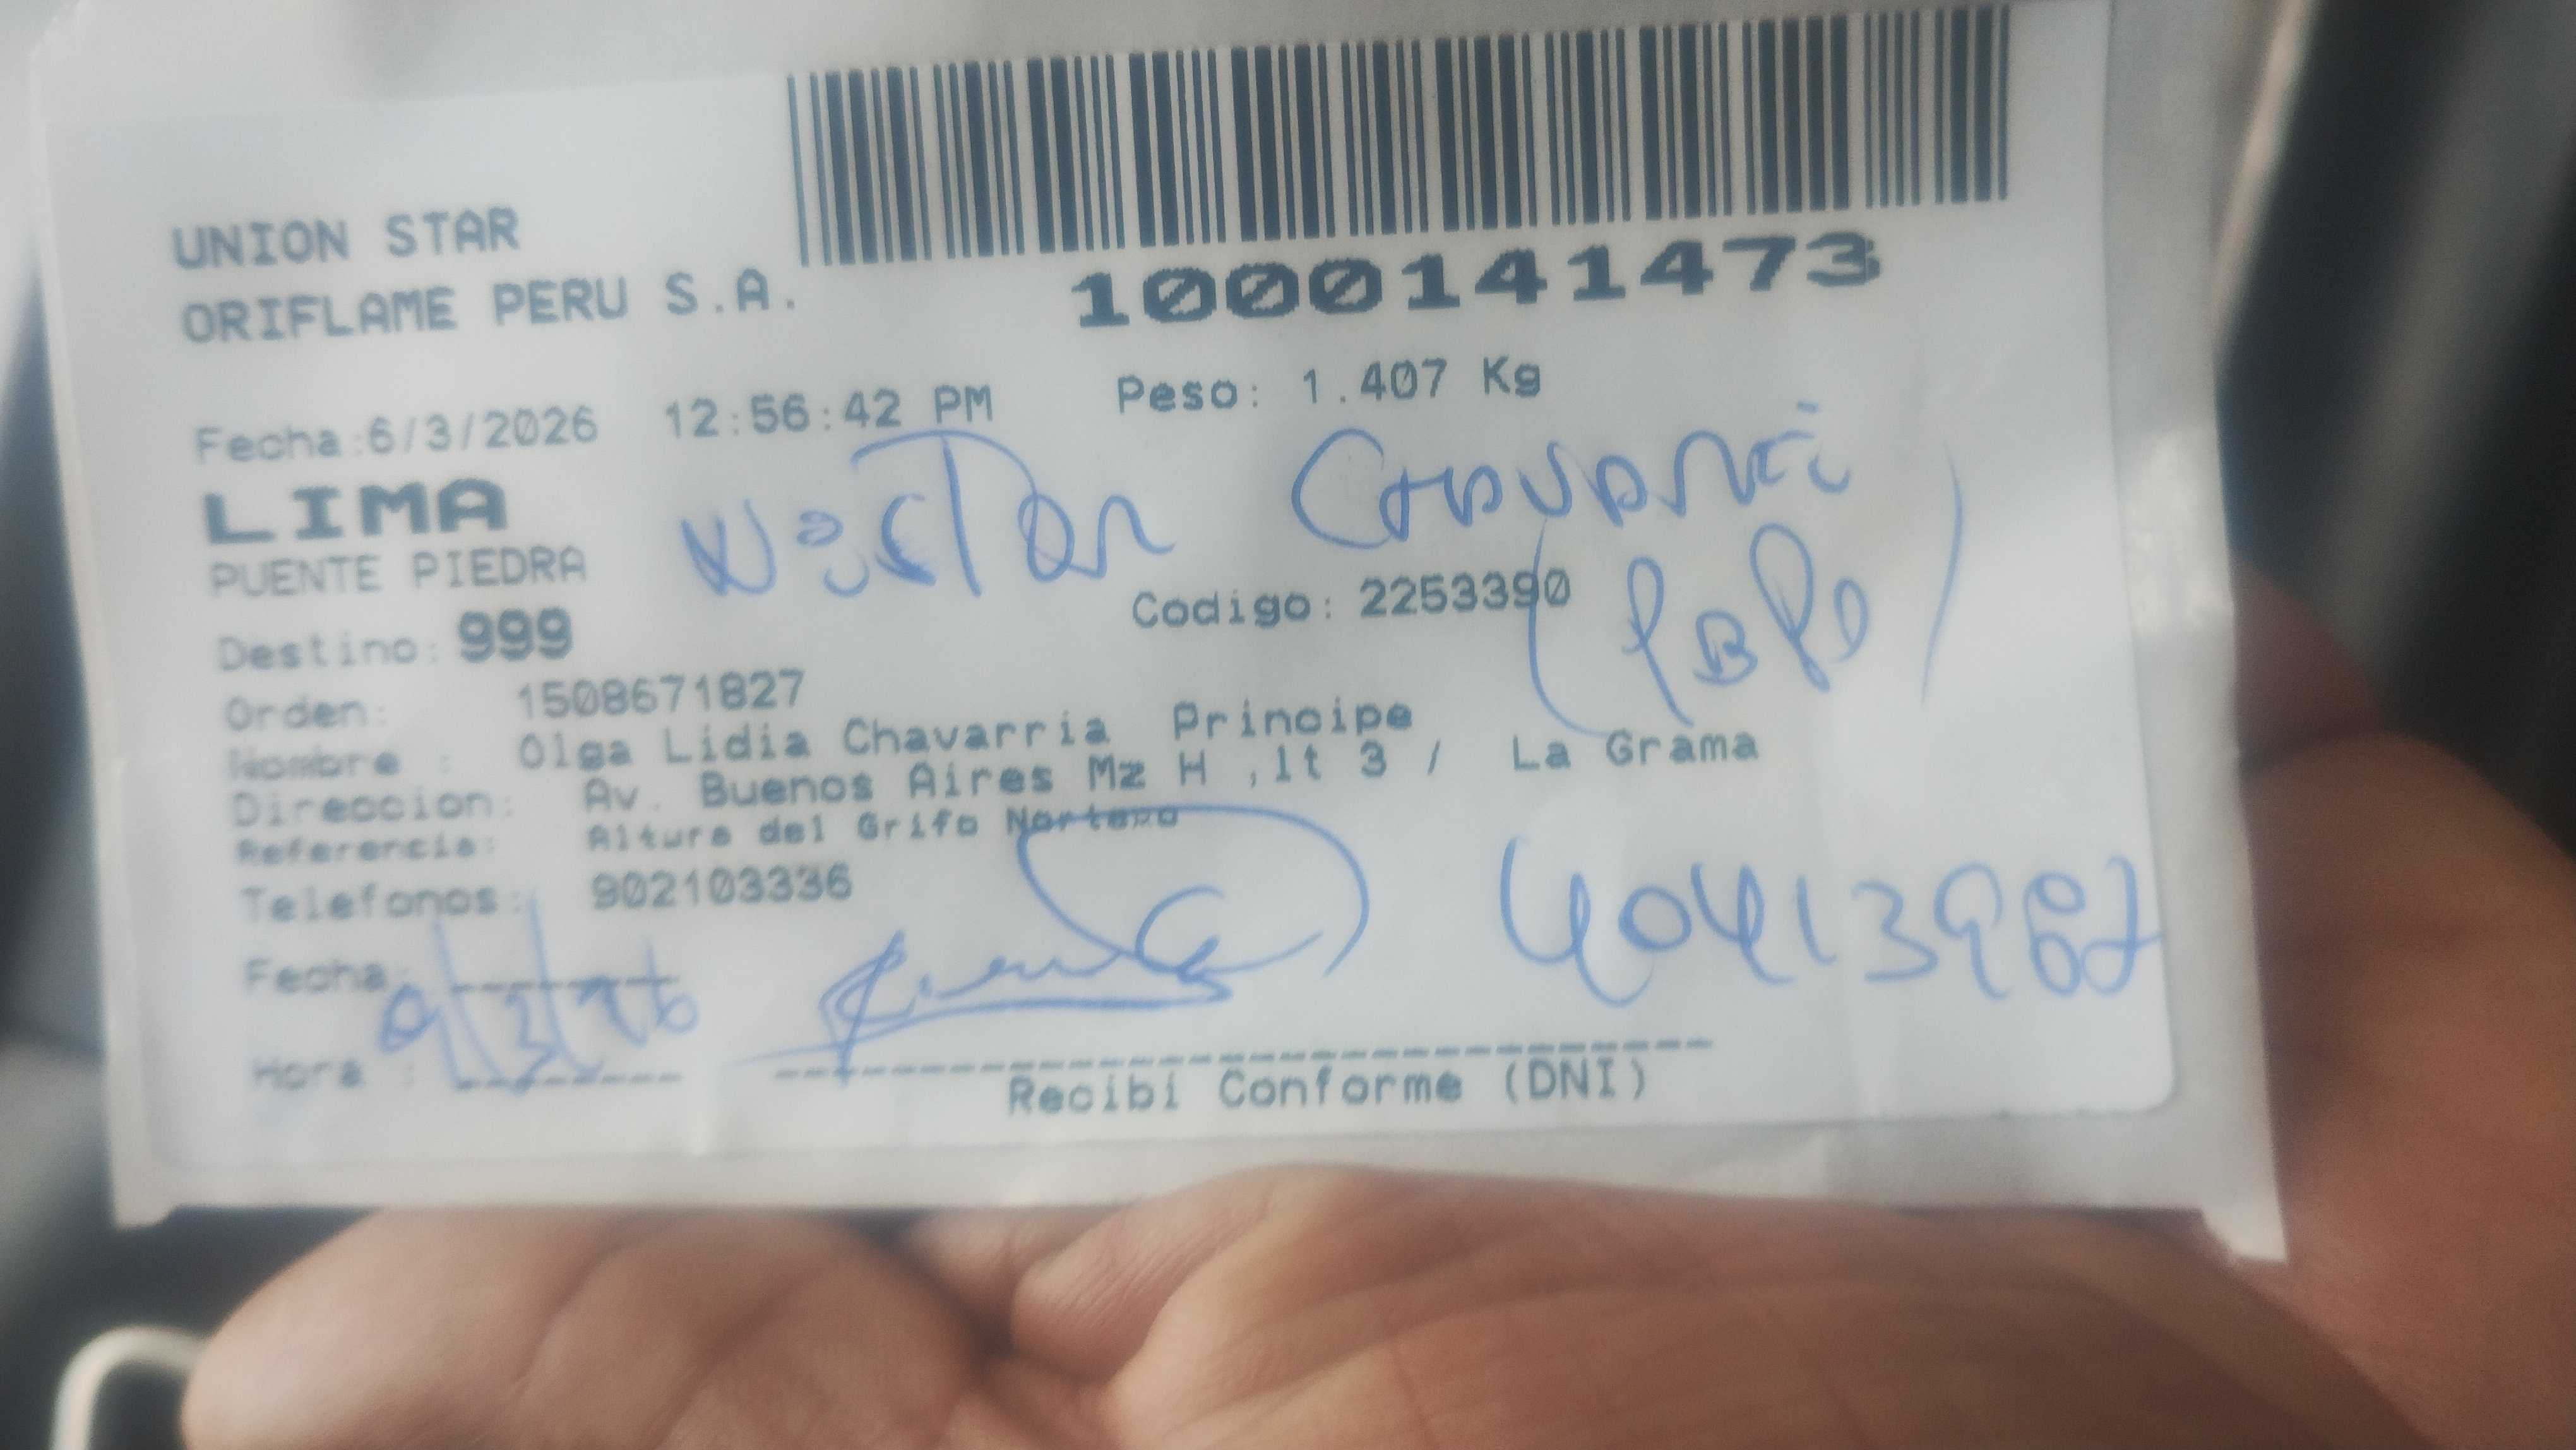 UNION STAR
ORIFLAME PERU S.A.
1000141473
Fecha:6/3/2026 12:56:42 PM Peso: 1.407 Kg
LIMA
PUENTE PIEDRA
Codigo: 2253390
Destino: 999
Orden: 1508671827
Nombre : Olga Lidia Chavarria Principe
Direccion: Av. Buenos Aires Mz H ,lt 3 / La Grama
Referencia: Altura del Grifo
Telefonos: 902103336
Fecha:
Hora :
Recibi Conforme (DNI)